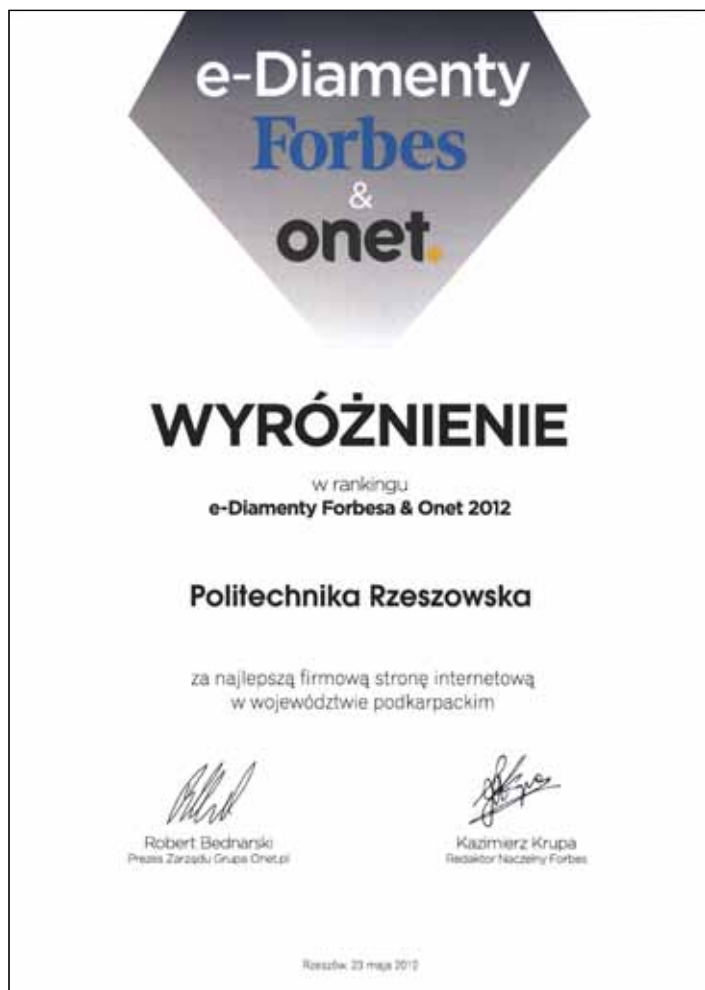 e-Diamenty
Forbes
&
onet.
WYRÓŻNIENIE
w rankingu
e-Diamenty Forbesa & Onet 2012
Politechnika Rzeszowska
za najlepszą firmową stronę internetową
w województwie podkarpackim
Robert Bednarski
Prezes Zarządu Grupa Onet.pl
Kazimierz Krupa
Redaktor Naczelny Forbes
Rzeszów, 23 maja 2012